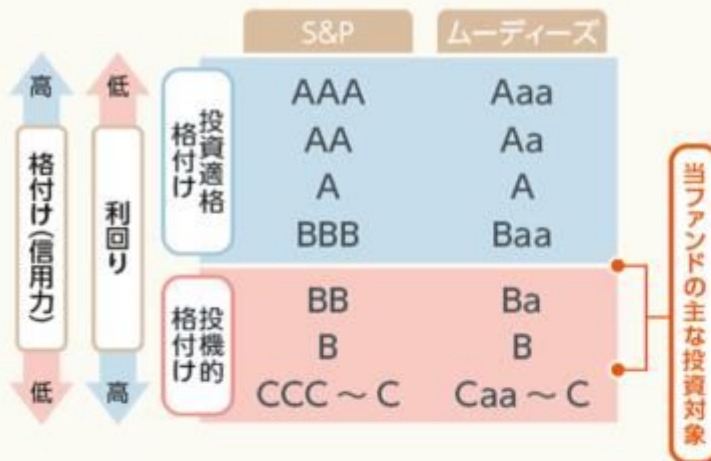 S&P ムーディーズ
高 低
格付け(信用力)
利回り
低 高
投資適格
格付け
AAA Aaa
AA Aa
A A
BBB Baa
投機的
格付け
BB Ba
B B
CCC ～ C Caa ～ C
当ファンドの主な投資対象